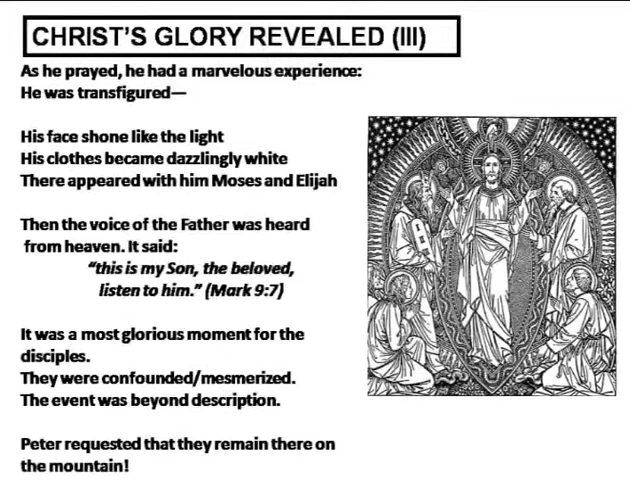 CHRIST'S GLORY REVEALED (III)
As he prayed, he had a marvelous experience:
He was transfigured—
His face shone like the light
His clothes became dazzlingly white
There appeared with him Moses and Elijah
Then the voice of the Father was heard
from heaven. It said:
"this is my Son, the beloved,
listen to him." (Mark 9:7)
It was a most glorious moment for the
disciples.
They were confounded/mesmerized.
The event was beyond description.
Peter requested that they remain there on
the mountain!